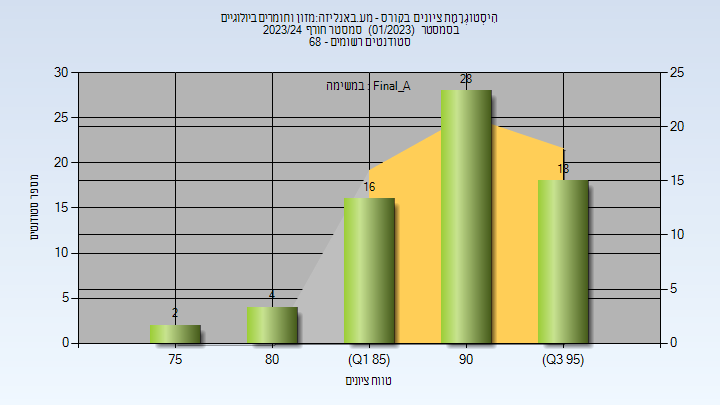 היסטוגרמת ציונים בקורס - מע.באנליזה:מזון וחומרים ביולוגיים
בסמסטר (01/2023) סמסטר חורף 2023/24
סטודנטים רשומים - 68
במשימה : Final_A
מספר סטודנטים
30
25
20
15
10
5
0
25
20
15
10
5
0
2
4
16
28
18
75
80
(Q1 85)
90
(Q3 95)
טווח ציונים